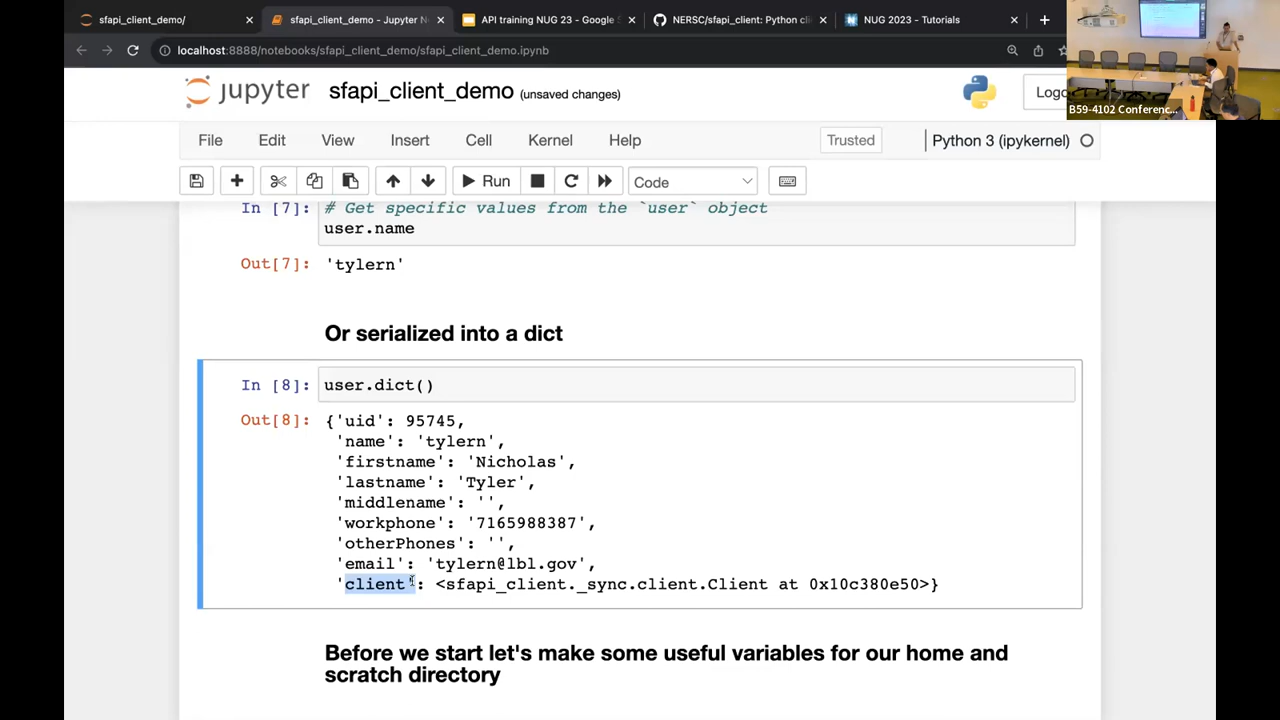 sfapi_client_demo/
sfapi_client_demo - Jupyter N
API training NUG 23 - Google S
NERSC/sfapi_client: Python cli
NUG 2023 - Tutorials
localhost:8888/notebooks/sfapi_client_demo/sfapi_client_demo.ipynb
B59-4102 Conferenc...
jupyter sfapi_client_demo (unsaved changes)
Logo
File Edit View Insert Cell Kernel Help
Trusted
Python 3 (ipykernel)
Run
Code
In [7]: # Get specific values from the `user` object
user.name
Out[7]: 'tylern'
Or serialized into a dict
In [8]: user.dict()
Out[8]: {'uid': 95745,
'name': 'tylern',
'firstname': 'Nicholas',
'lastname': 'Tyler',
'middlename': '',
'workphone': '7165988387',
'otherPhones': '',
'email': 'tylern@lbl.gov',
'client': <sfapi_client._sync.client.Client at 0x10c380e50>}
Before we start let's make some useful variables for our home and
scratch directory